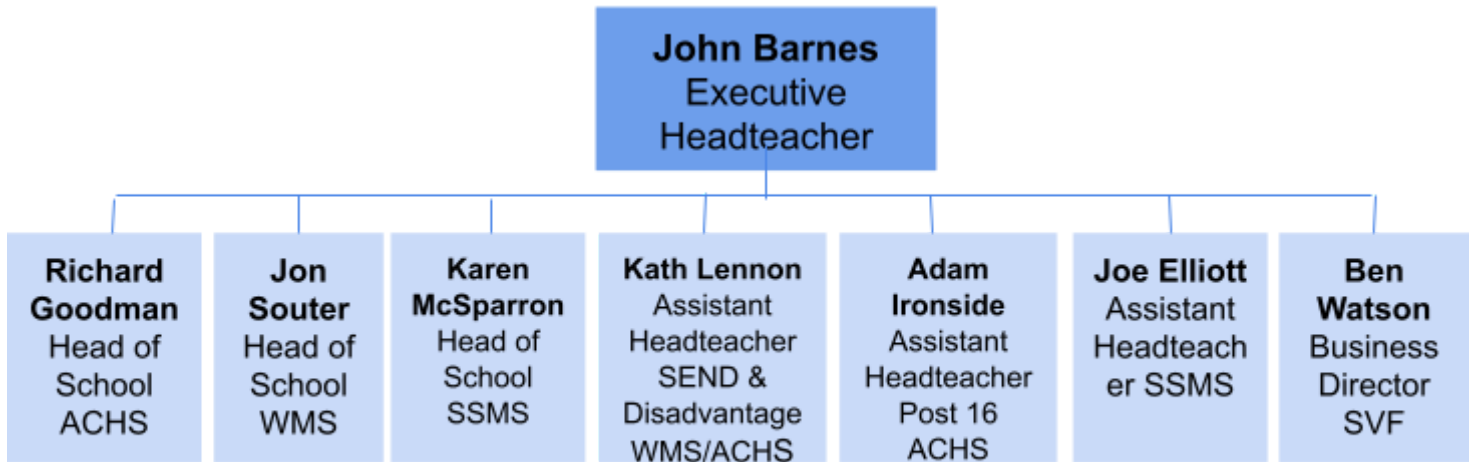 John Barnes
Executive
Headteacher
Richard
Goodman
Head of
School
ACHS
Jon
Souter
Head of
School
WMS
Karen
McSparron
Head of
School
SSMS
Kath Lennon
Assistant
Headteacher
SEND &
Disadvantage
WMS/ACHS
Adam
Ironside
Assistant
Headteacher
Post 16
ACHS
Joe Elliott
Assistant
Headteach
er SSMS
Ben
Watson
Business
Director
SVF